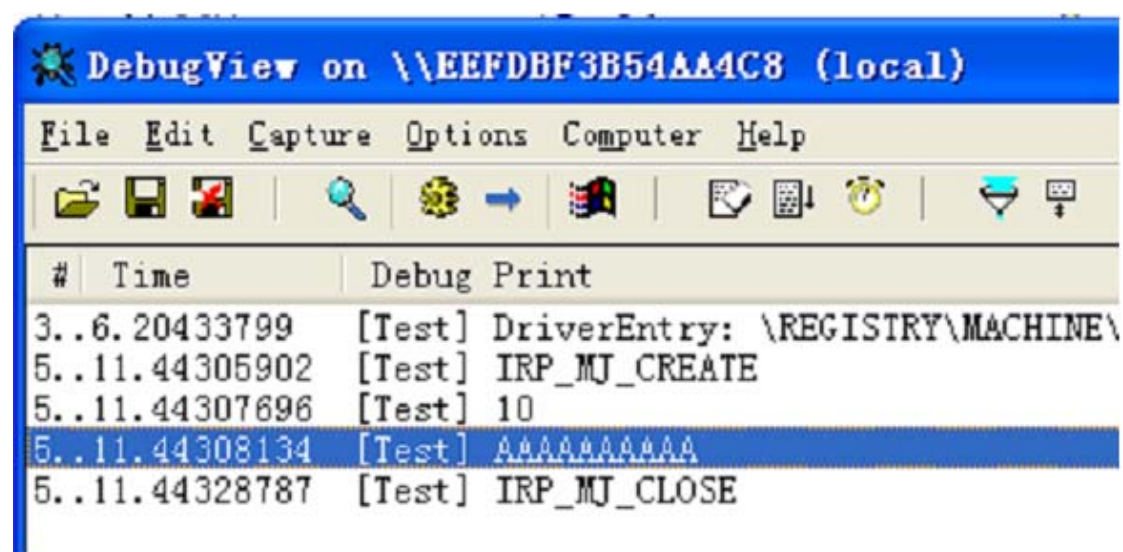 DebugView on \\EEFDBF3B54AA4C8 (local)
File Edit Capture Options Computer Help
# Time Debug Print
3..6.20433799 [Test] DriverEntry: \REGISTRY\MACHINE\
5..11.44305902 [Test] IRP_MJ_CREATE
5..11.44307696 [Test] 10
5..11.44308134 [Test] AAAAAAAAAA
5..11.44328787 [Test] IRP_MJ_CLOSE